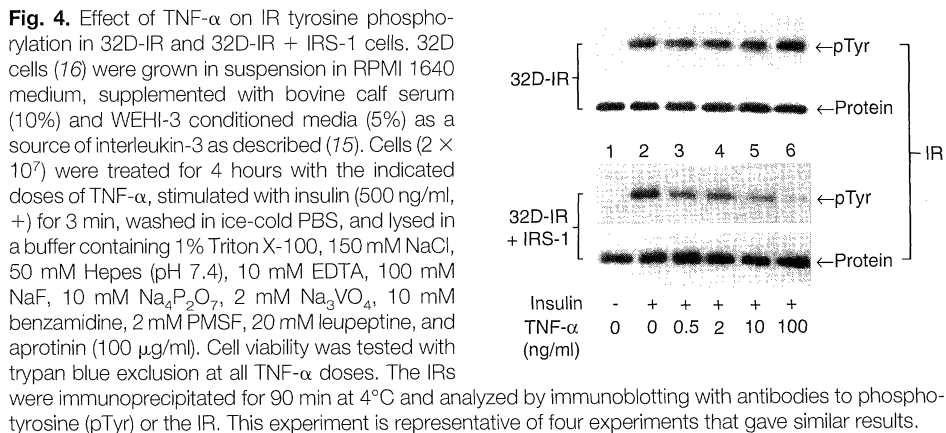 Fig. 4. Effect of TNF-α on IR tyrosine phospho-
rylation in 32D-IR and 32D-IR + IRS-1 cells. 32D
cells (16) were grown in suspension in RPMI 1640
medium, supplemented with bovine calf serum
(10%) and WEHI-3 conditioned media (5%) as a
source of interleukin-3 as described (15). Cells (2 ×
10⁷) were treated for 4 hours with the indicated
doses of TNF-α, stimulated with insulin (500 ng/ml,
+) for 3 min, washed in ice-cold PBS, and lysed in
a buffer containing 1% Triton X-100, 150 mM NaCl,
50 mM Hepes (pH 7.4), 10 mM EDTA, 100 mM
NaF, 10 mM Na₄P₂O₇, 2 mM Na₃VO₄, 10 mM
benzamidine, 2 mM PMSF, 20 mM leupeptine, and
aprotinin (100 μg/ml). Cell viability was tested with
trypan blue exclusion at all TNF-α doses. The IRs
were immunoprecipitated for 90 min at 4°C and analyzed by immunoblotting with antibodies to phospho-
tyrosine (pTyr) or the IR. This experiment is representative of four experiments that gave similar results.
←pTyr
32D-IR
←Protein
1 2 3 4 5 6
IR
←pTyr
32D-IR
+ IRS-1
←Protein
Insulin - + + + + +
TNF-α 0 0 0.5 2 10 100
(ng/ml)